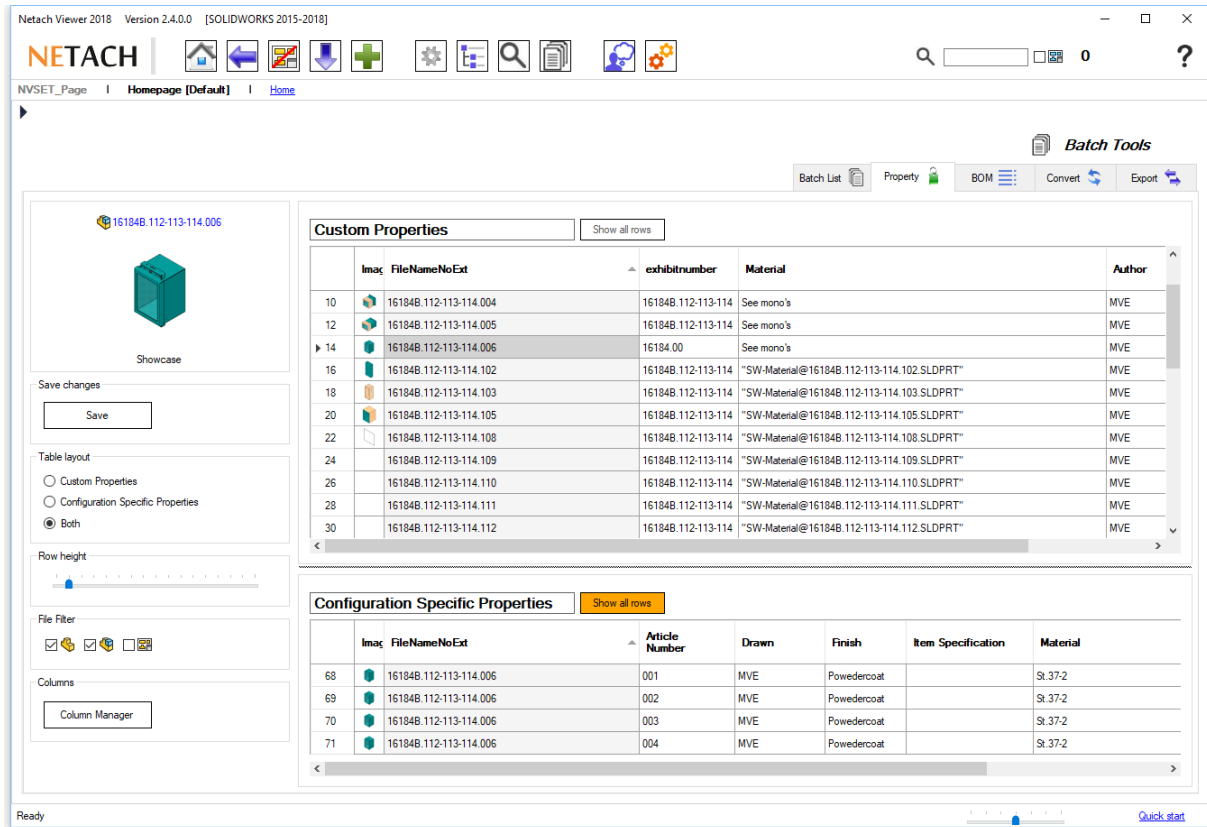 Netach Viewer 2018 Version 2.4.0.0 [SOLIDWORKS 2015-2018]
NETACH
0
?
NVSET_Page | Homepage [Default] | Home
Batch Tools
Batch List Property BOM Convert Export
16184B.112-113-114.006
Showcase
Save changes
Save
Table layout
Custom Properties
Configuration Specific Properties
Both
Row height
File Filter
Columns
Column Manager
Custom Properties Show all rows
Imag FileNameNoExt exhibitnumber Material Author
10 16184B.112-113-114.004 16184B.112-113-114 See mono's MVE
12 16184B.112-113-114.005 16184B.112-113-114 See mono's MVE
14 16184B.112-113-114.006 16184.00 See mono's MVE
16 16184B.112-113-114.102 16184B.112-113-114 "SW-Material@16184B.112-113-114.102.SLDPRT" MVE
18 16184B.112-113-114.103 16184B.112-113-114 "SW-Material@16184B.112-113-114.103.SLDPRT" MVE
20 16184B.112-113-114.105 16184B.112-113-114 "SW-Material@16184B.112-113-114.105.SLDPRT" MVE
22 16184B.112-113-114.108 16184B.112-113-114 "SW-Material@16184B.112-113-114.108.SLDPRT" MVE
24 16184B.112-113-114.109 16184B.112-113-114 "SW-Material@16184B.112-113-114.109.SLDPRT" MVE
26 16184B.112-113-114.110 16184B.112-113-114 "SW-Material@16184B.112-113-114.110.SLDPRT" MVE
28 16184B.112-113-114.111 16184B.112-113-114 "SW-Material@16184B.112-113-114.111.SLDPRT" MVE
30 16184B.112-113-114.112 16184B.112-113-114 "SW-Material@16184B.112-113-114.112.SLDPRT" MVE
Configuration Specific Properties Show all rows
Imag FileNameNoExt Article Number Drawn Finish Item Specification Material
68 16184B.112-113-114.006 001 MVE Powedercoat St.37-2
69 16184B.112-113-114.006 002 MVE Powedercoat St.37-2
70 16184B.112-113-114.006 003 MVE Powedercoat St.37-2
71 16184B.112-113-114.006 004 MVE Powedercoat St.37-2
Ready
Quick start